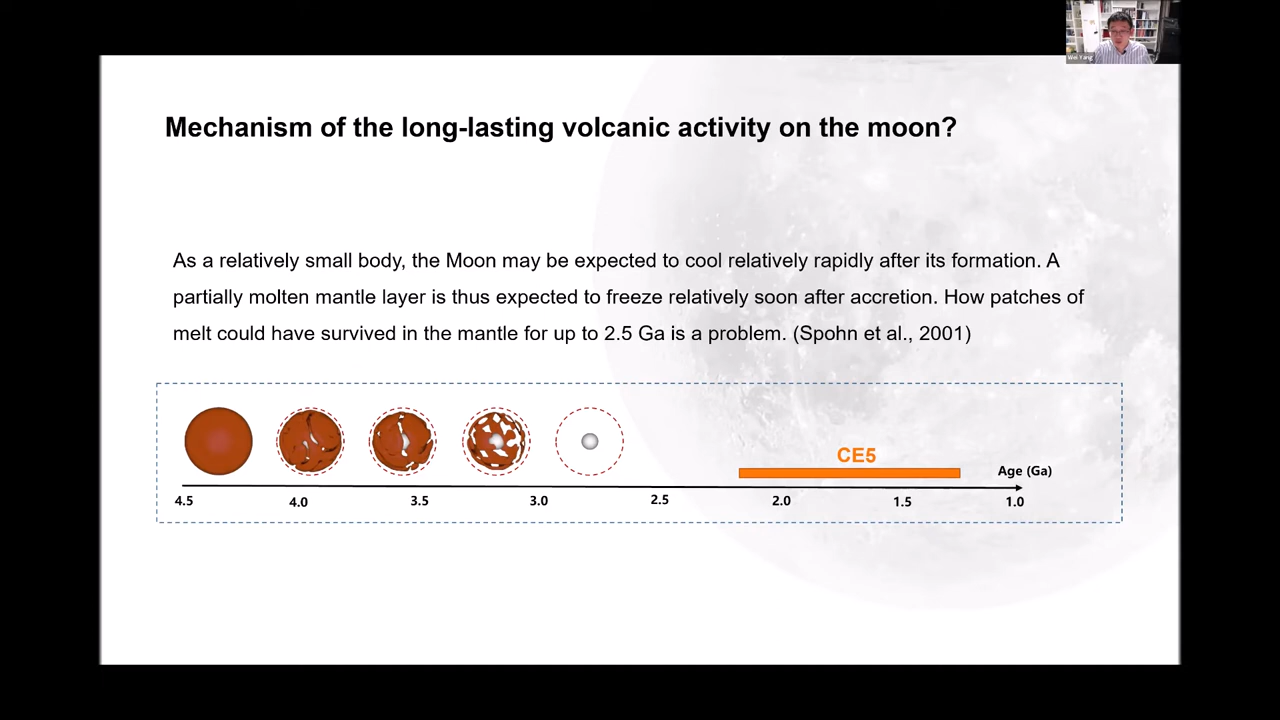 Wei Yang
Mechanism of the long-lasting volcanic activity on the moon?
As a relatively small body, the Moon may be expected to cool relatively rapidly after its formation. A
partially molten mantle layer is thus expected to freeze relatively soon after accretion. How patches of
melt could have survived in the mantle for up to 2.5 Ga is a problem. (Spohn et al., 2001)
CE5
Age (Ga)
4.5 4.0 3.5 3.0 2.5 2.0 1.5 1.0